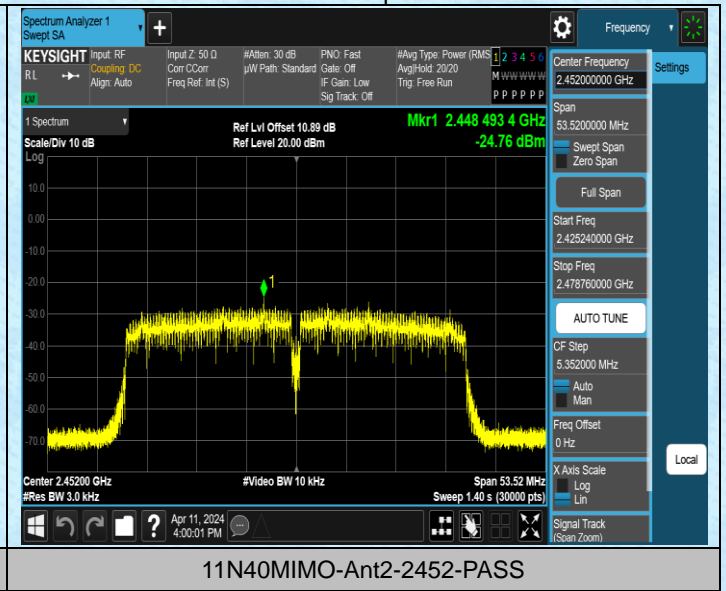 Spectrum Analyzer 1
Swept SA
+
Frequency
KEYSIGHT
RL
LXI
Input: RF
Coupling: DC
Align: Auto
Input Z: 50 Ω
Corr CCorr
Freq Ref: Int (S)
#Atten: 30 dB
µW Path: Standard
PNO: Fast
Gate: Off
IF Gain: Low
Sig Track: Off
#Avg Type: Power (RMS
Avg|Hold: 20/20
Trig: Free Run
1 2 3 4 5 6
M W W W W W
P P P P P P
Center Frequency
2.452000000 GHz
Settings
1 Spectrum
Scale/Div 10 dB
Log
Ref Lvl Offset 10.89 dB
Ref Level 20.00 dBm
Mkr1 2.448 493 4 GHz
-24.76 dBm
Span
53.5200000 MHz
Swept Span
Zero Span
Full Span
Start Freq
2.425240000 GHz
Stop Freq
2.478760000 GHz
AUTO TUNE
CF Step
5.352000 MHz
Auto
Man
Freq Offset
0 Hz
X Axis Scale
Log
Lin
Signal Track
(Span Zoom)
Local
10.0
0.00
-10.0
-20.0
1
-30.0
-40.0
-50.0
-60.0
-70.0
Center 2.45200 GHz
#Res BW 3.0 kHz
#Video BW 10 kHz
Span 53.52 MHz
Sweep 1.40 s (30000 pts)
?
Apr 11, 2024
4:00:01 PM
11N40MIMO-Ant2-2452-PASS